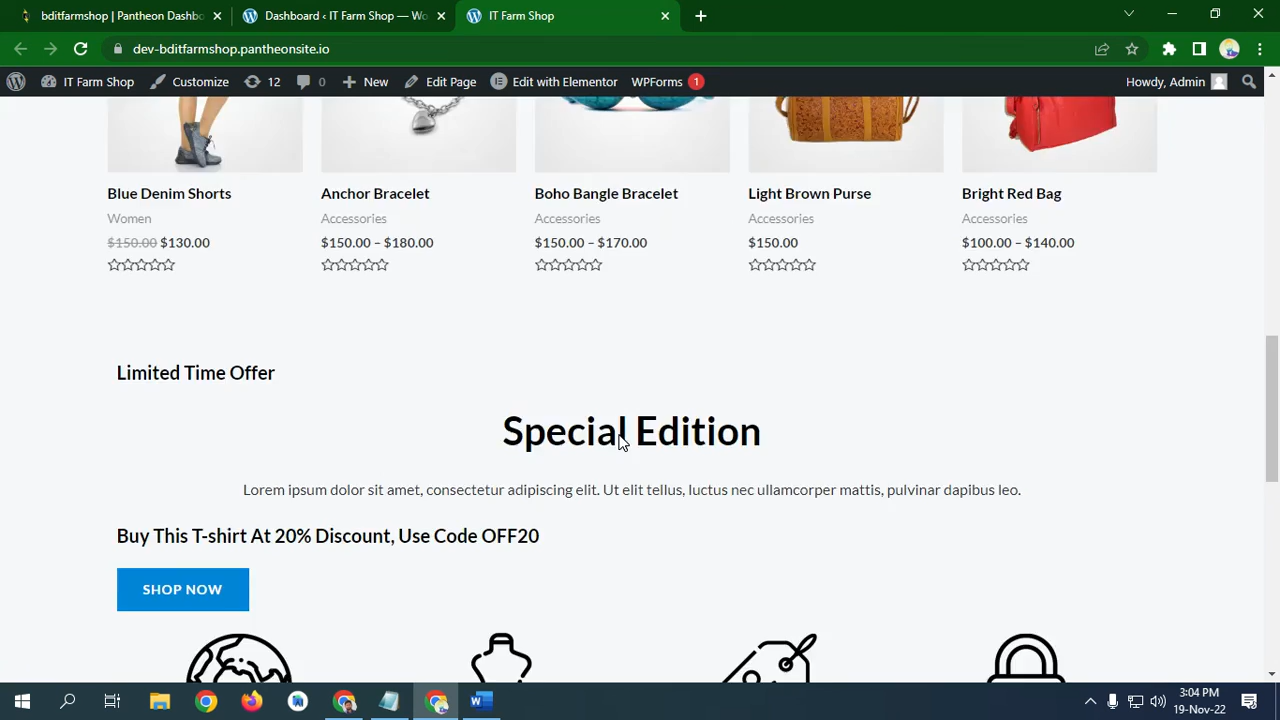 bditfarmshop | Pantheon Dashbo
Dashboard ‹ IT Farm Shop — Wo
IT Farm Shop
dev-bditfarmshop.pantheonsite.io
IT Farm Shop
Customize
12
0
New
Edit Page
Edit with Elementor
WPForms 1
Howdy, Admin
Blue Denim Shorts
Women
$150.00 $130.00
Anchor Bracelet
Accessories
$150.00 – $180.00
Boho Bangle Bracelet
Accessories
$150.00 – $170.00
Light Brown Purse
Accessories
$150.00
Bright Red Bag
Accessories
$100.00 – $140.00
Limited Time Offer
Special Edition
Lorem ipsum dolor sit amet, consectetur adipiscing elit. Ut elit tellus, luctus nec ullamcorper mattis, pulvinar dapibus leo.
Buy This T-shirt At 20% Discount, Use Code OFF20
SHOP NOW
3:04 PM
19-Nov-22